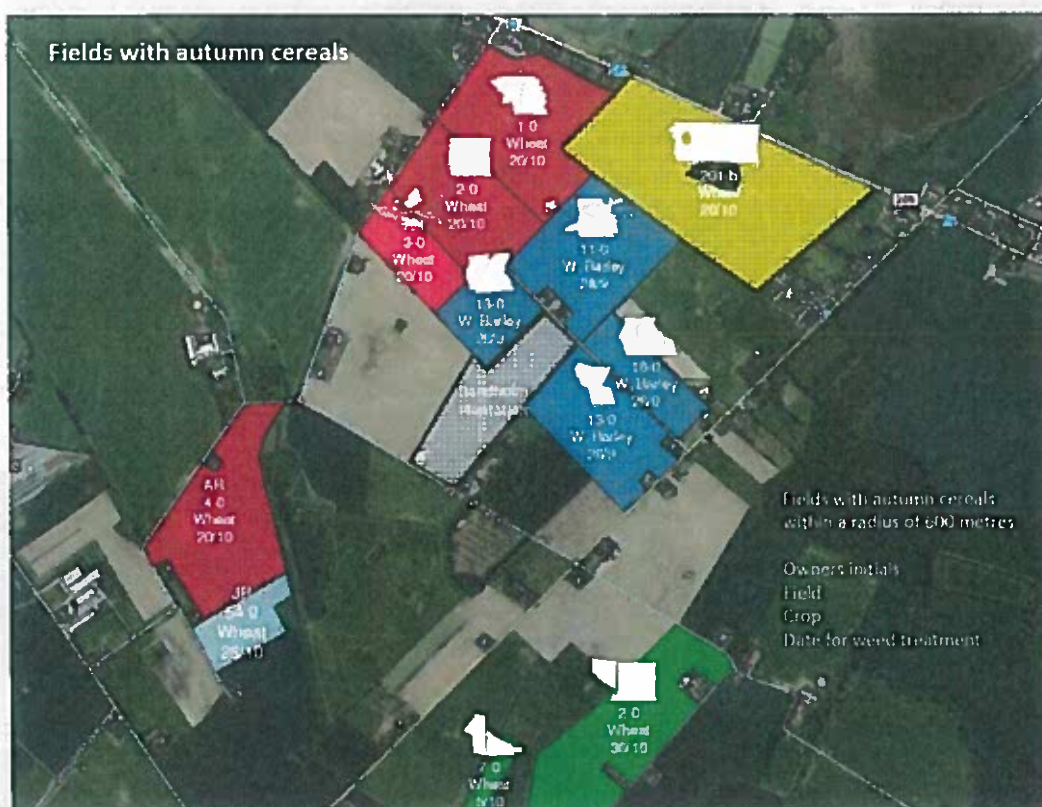 Fields with autumn cereals
1-0
Wheat
20/10
2-0
Wheat
20/10
3-0
Wheat
20/10
201-b
Wheat
20/10
11-0
W. Barley
13-0
W. Barley
16-0
W. Barley
13-0
W. Barley
AR
4-0
Wheat
20/10
Wheat
2-0
Wheat
30/10
Wheat
Fields with autumn cereals
within a radius of 600 metres
Owners initials
Field
Crop
Date for weed treatment